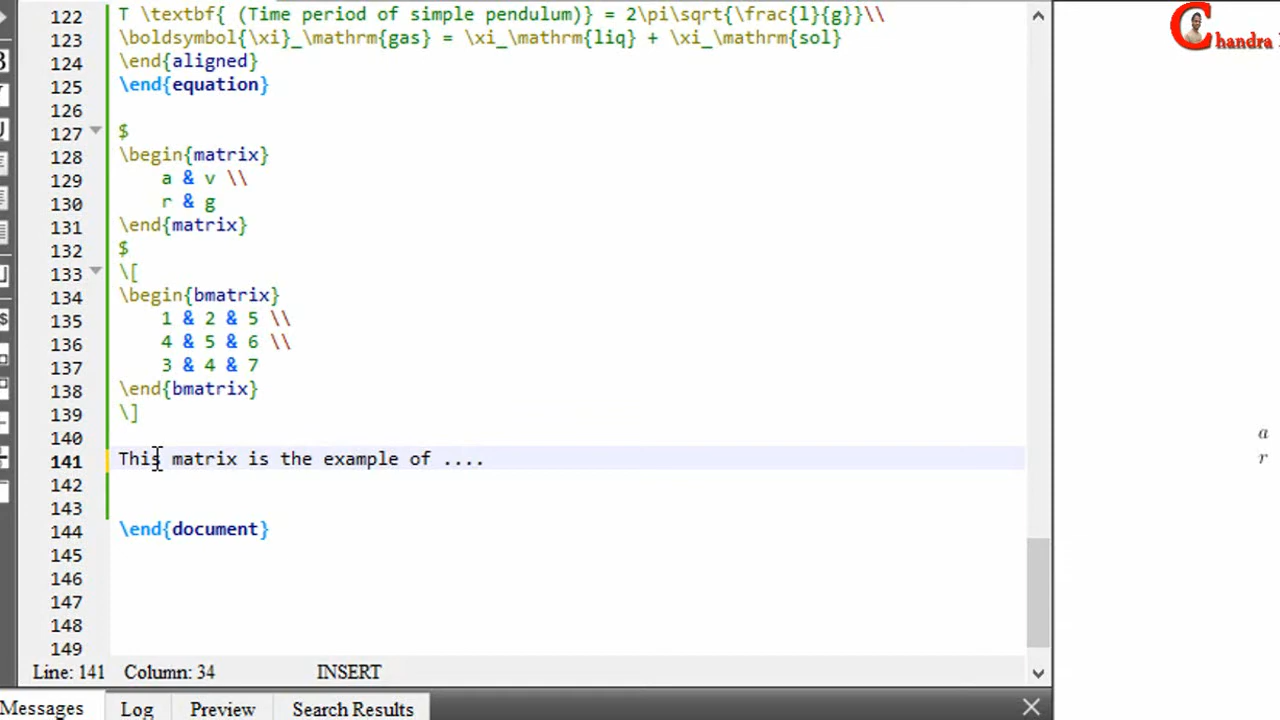 122 T \textbf{ (Time period of simple pendulum)} = 2\pi\sqrt{\frac{l}{g}}\\
123 \boldsymbol{\xi}_\mathrm{gas} = \xi_\mathrm{liq} + \xi_\mathrm{sol}
124 \end{aligned}
125 \end{equation}
126
127 $
128 \begin{matrix}
129 a & v \\
130 r & g
131 \end{matrix}
132 $
133 \[
134 \begin{bmatrix}
135 1 & 2 & 5 \\
136 4 & 5 & 6 \\
137 3 & 4 & 7
138 \end{bmatrix}
139 \]
140
141 This matrix is the example of ....
142
143
144 \end{document}
145
146
147
148
149
Line: 141 Column: 34 INSERT
Messages Log Preview Search Results
Chandra
a
r